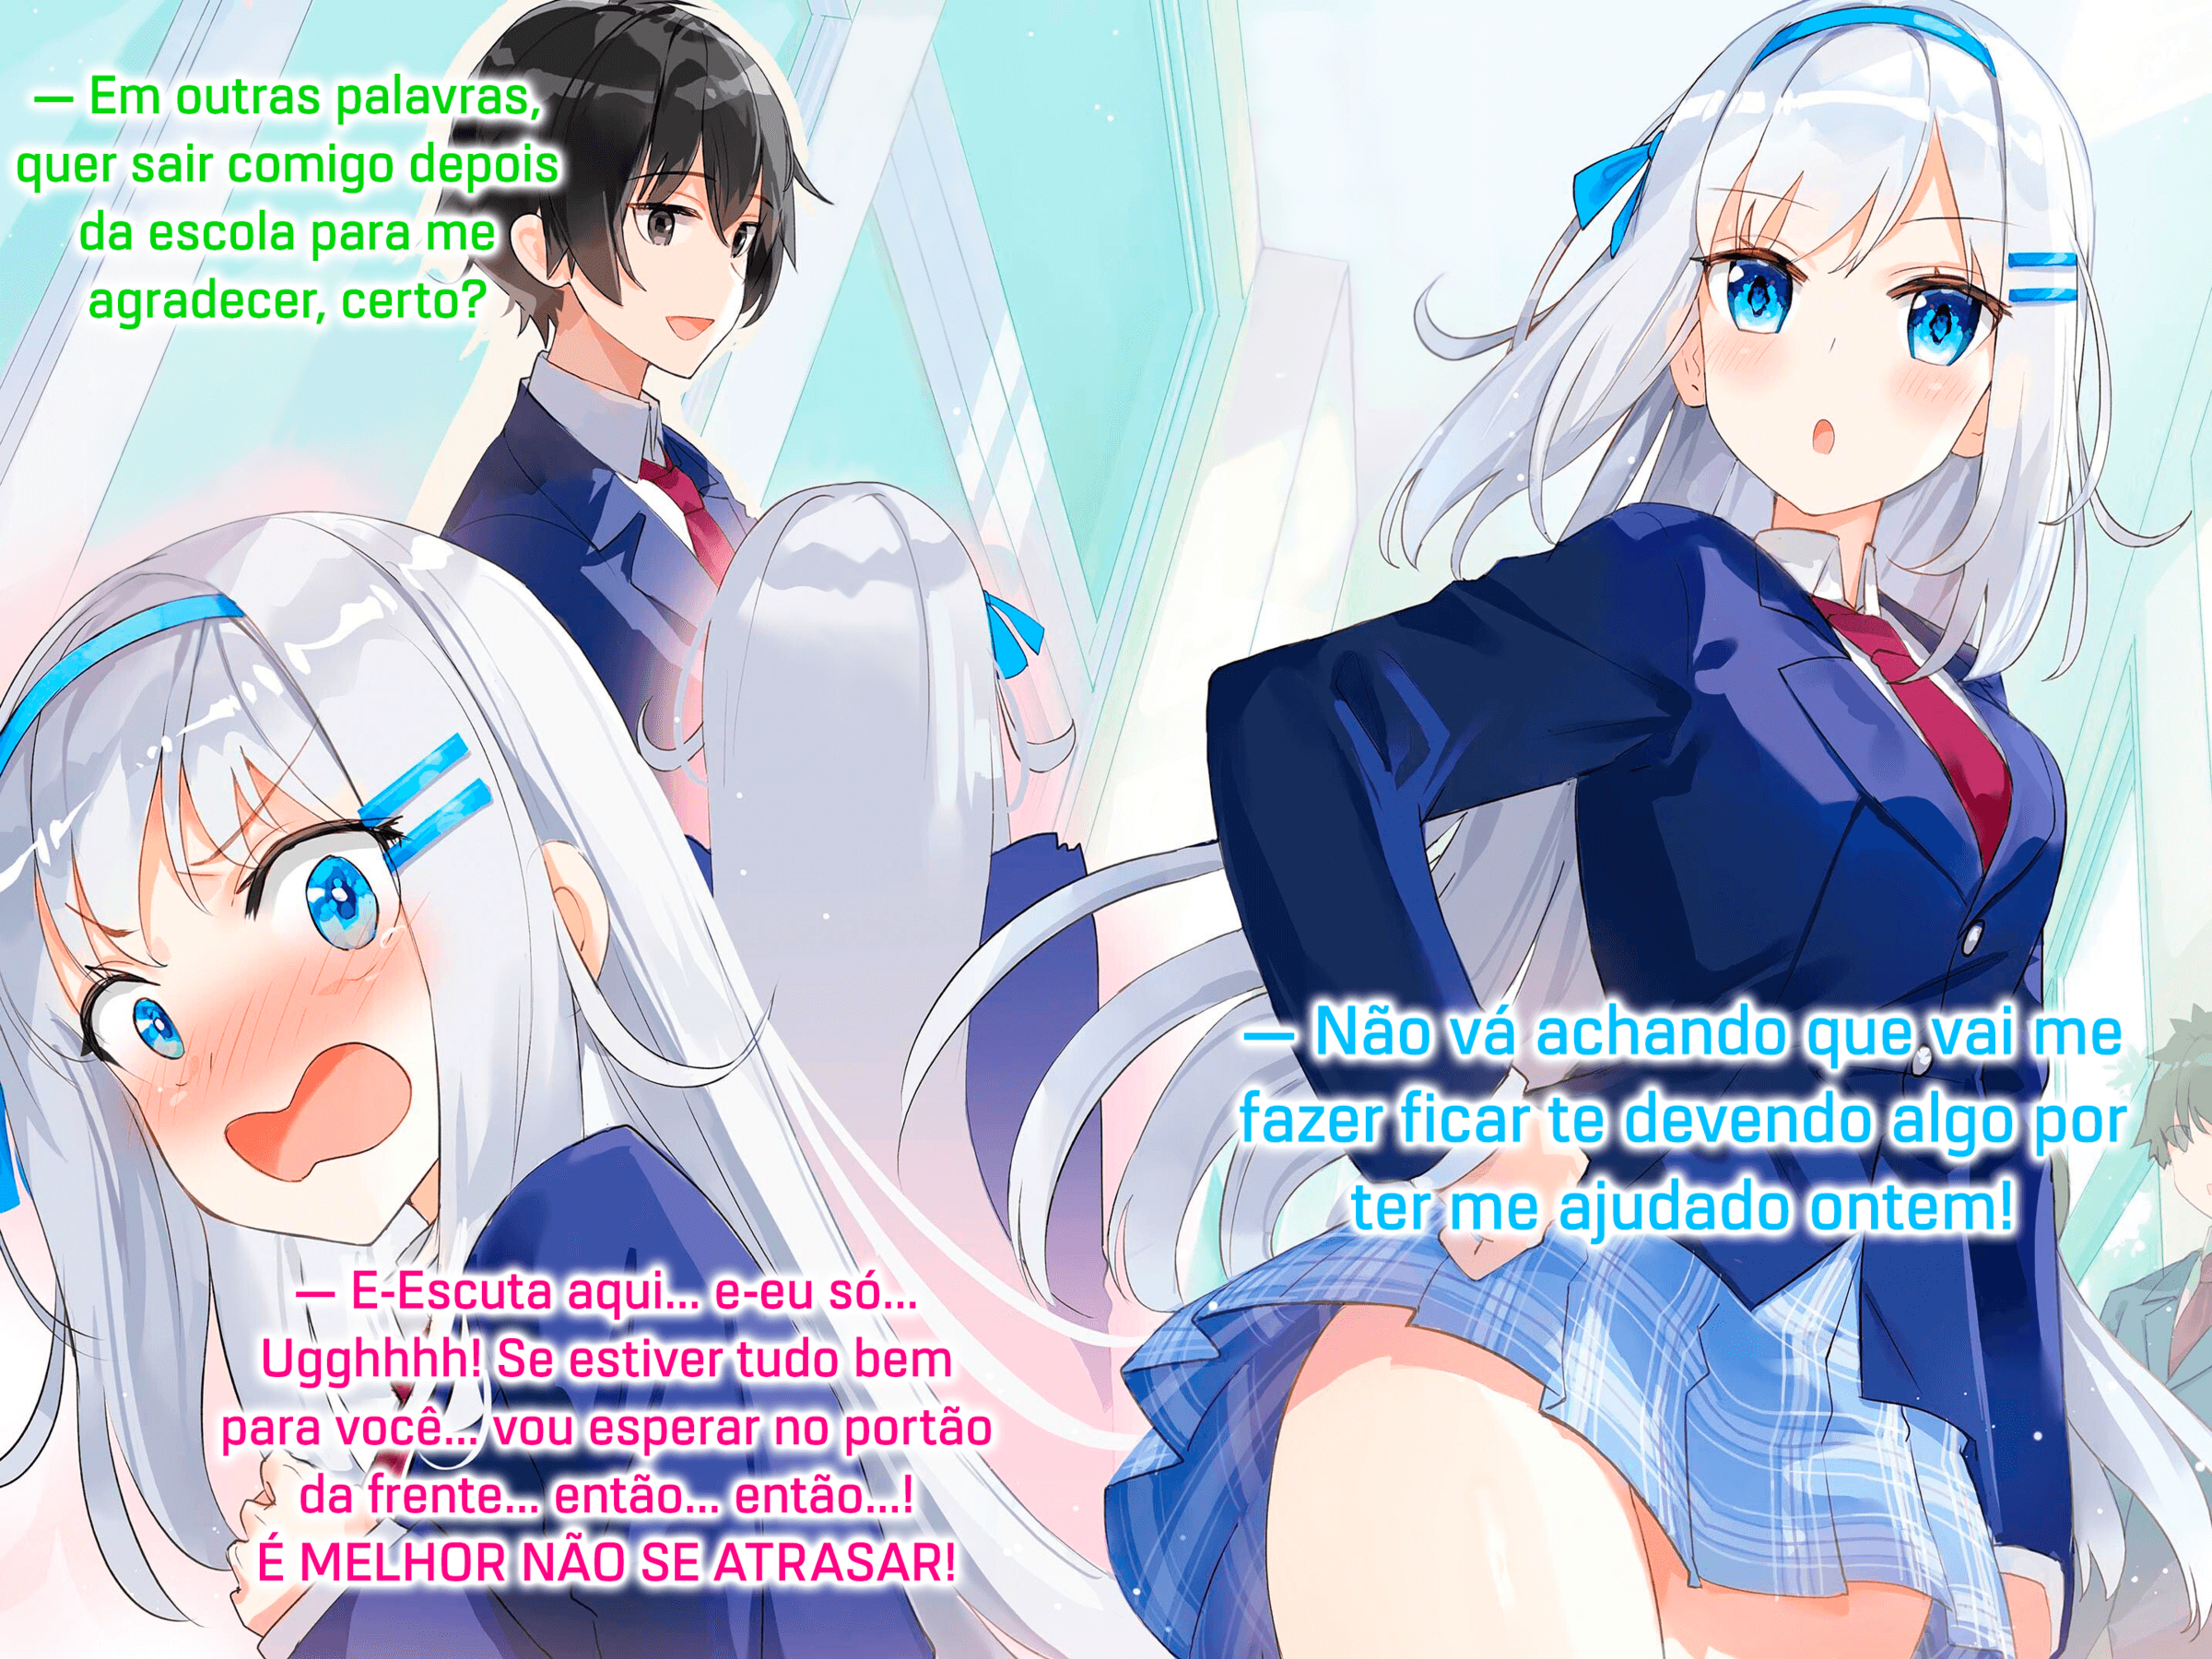 — Não vá achando que vai me
fazer ficar te devendo algo por
ter me ajudado ontem!
— Em outras palavras,
quer sair comigo depois
da escola para me
agradecer, certo?
— E-Escuta aqui... e-eu só...
Ugghhhh! Se estiver tudo bem
para você... vou esperar no portão
da frente... então... então...!
É MELHOR NÃO SE ATRASAR!